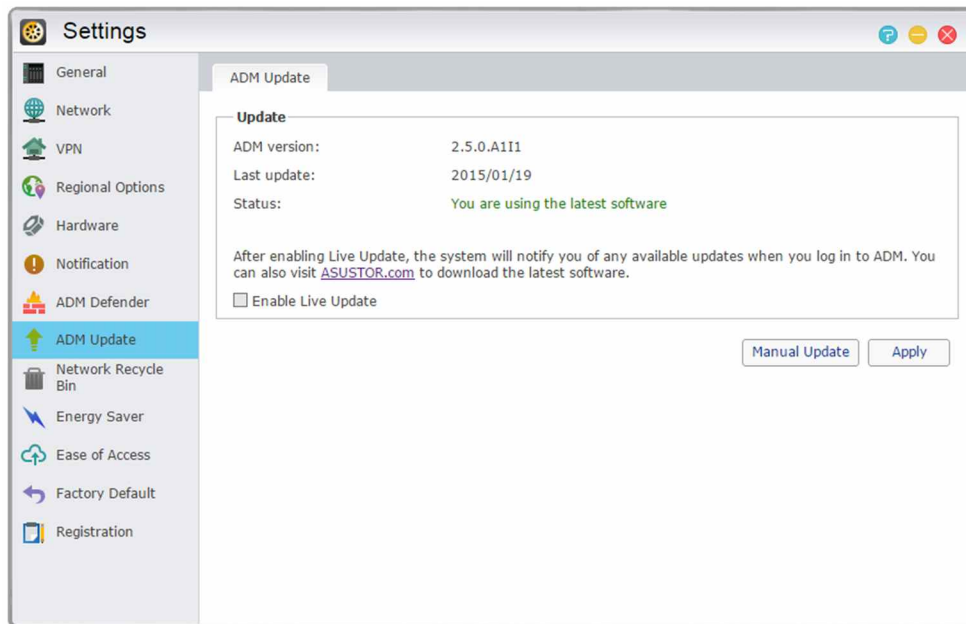 Settings
General
Network
VPN
Regional Options
Hardware
Notification
ADM Defender
ADM Update
Network Recycle
Bin
Energy Saver
Ease of Access
Factory Default
Registration
ADM Update
Update
ADM version: 2.5.0.A1I1
Last update: 2015/01/19
Status: You are using the latest software
After enabling Live Update, the system will notify you of any available updates when you log in to ADM. You
can also visit ASUSTOR.com to download the latest software.
Enable Live Update
Manual Update Apply